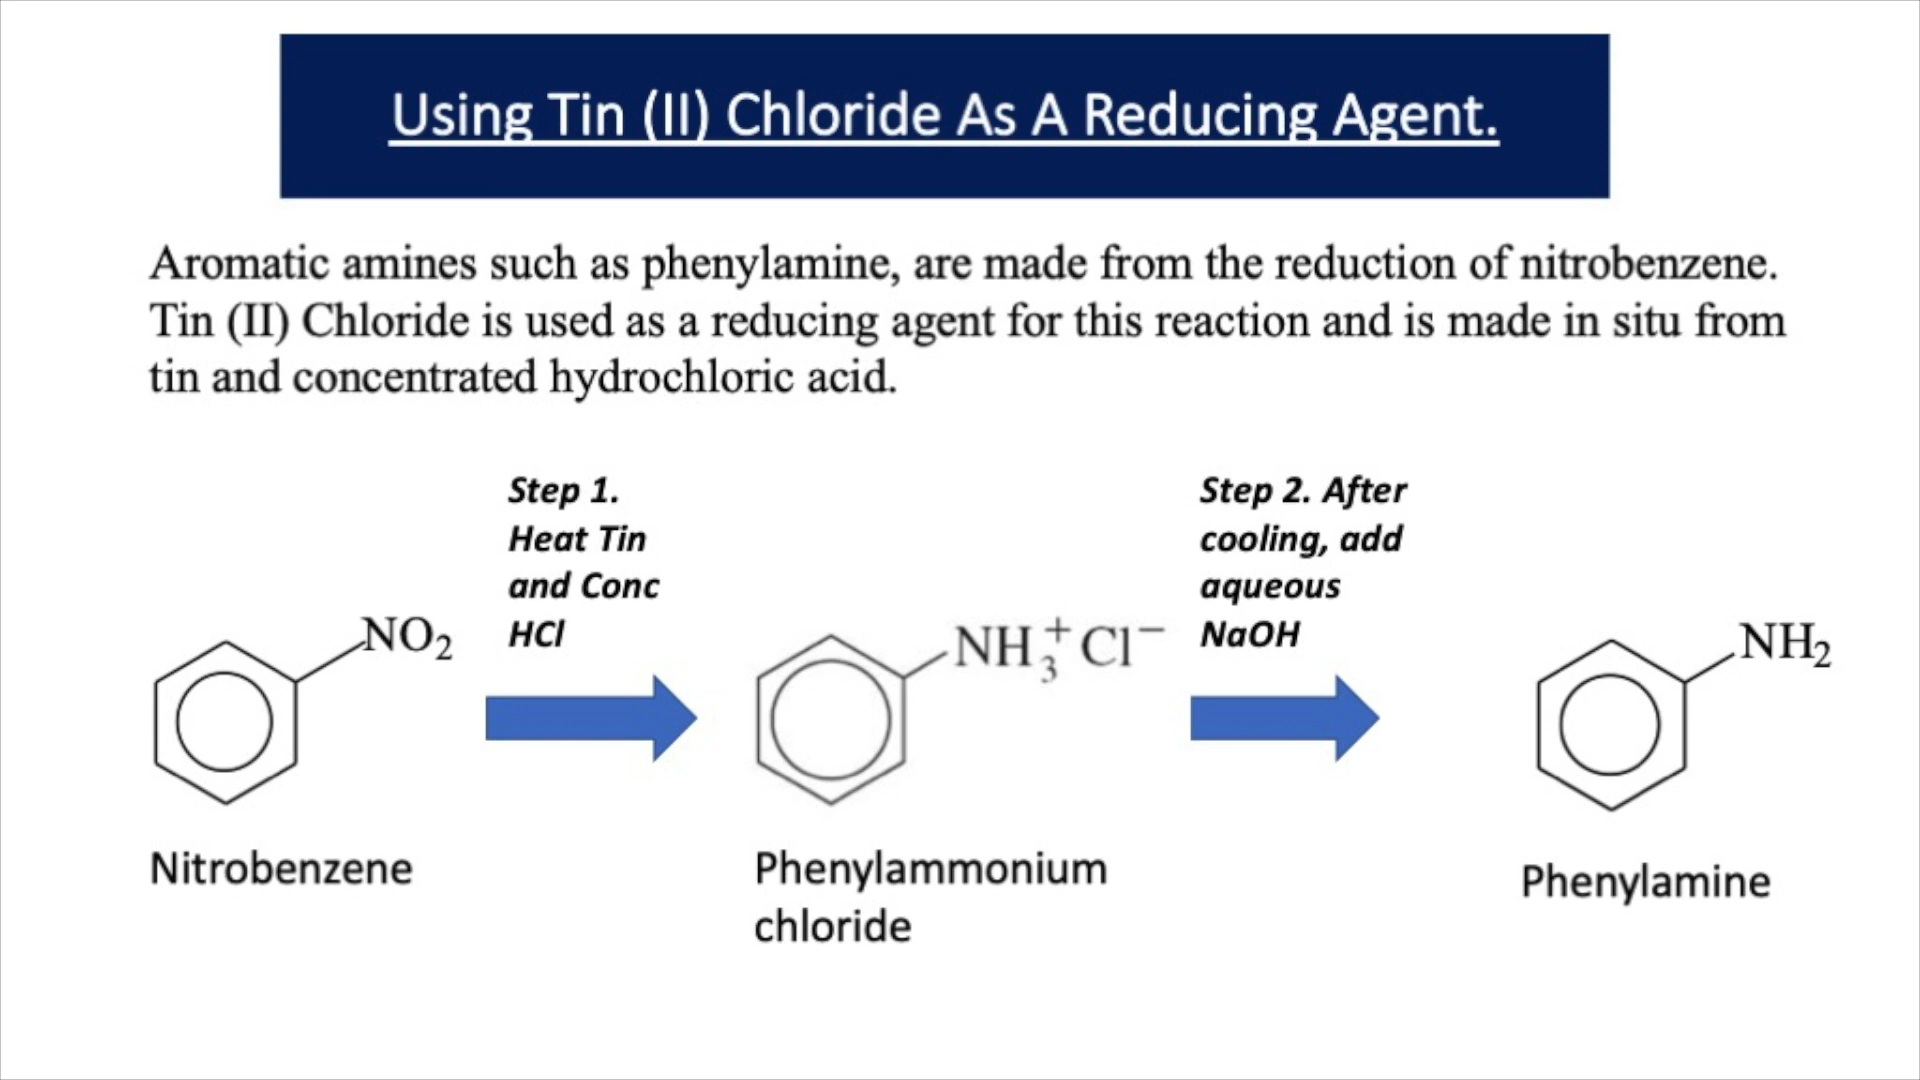 Using Tin (II) Chloride As A Reducing Agent.
Aromatic amines such as phenylamine, are made from the reduction of nitrobenzene.
Tin (II) Chloride is used as a reducing agent for this reaction and is made in situ from
tin and concentrated hydrochloric acid.
Step 1.
Heat Tin
and Conc
HCl
Step 2. After
cooling, add
aqueous
NaOH
NO₂
NH₃⁺Cl⁻
NH₂
Nitrobenzene
Phenylammonium
chloride
Phenylamine